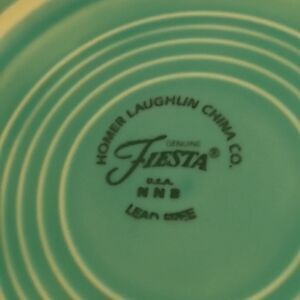 HOMER LAUGHLIN CHINA CO.
GENUINE
FIESTA®
U.S.A.
N N B
LEAD FREE